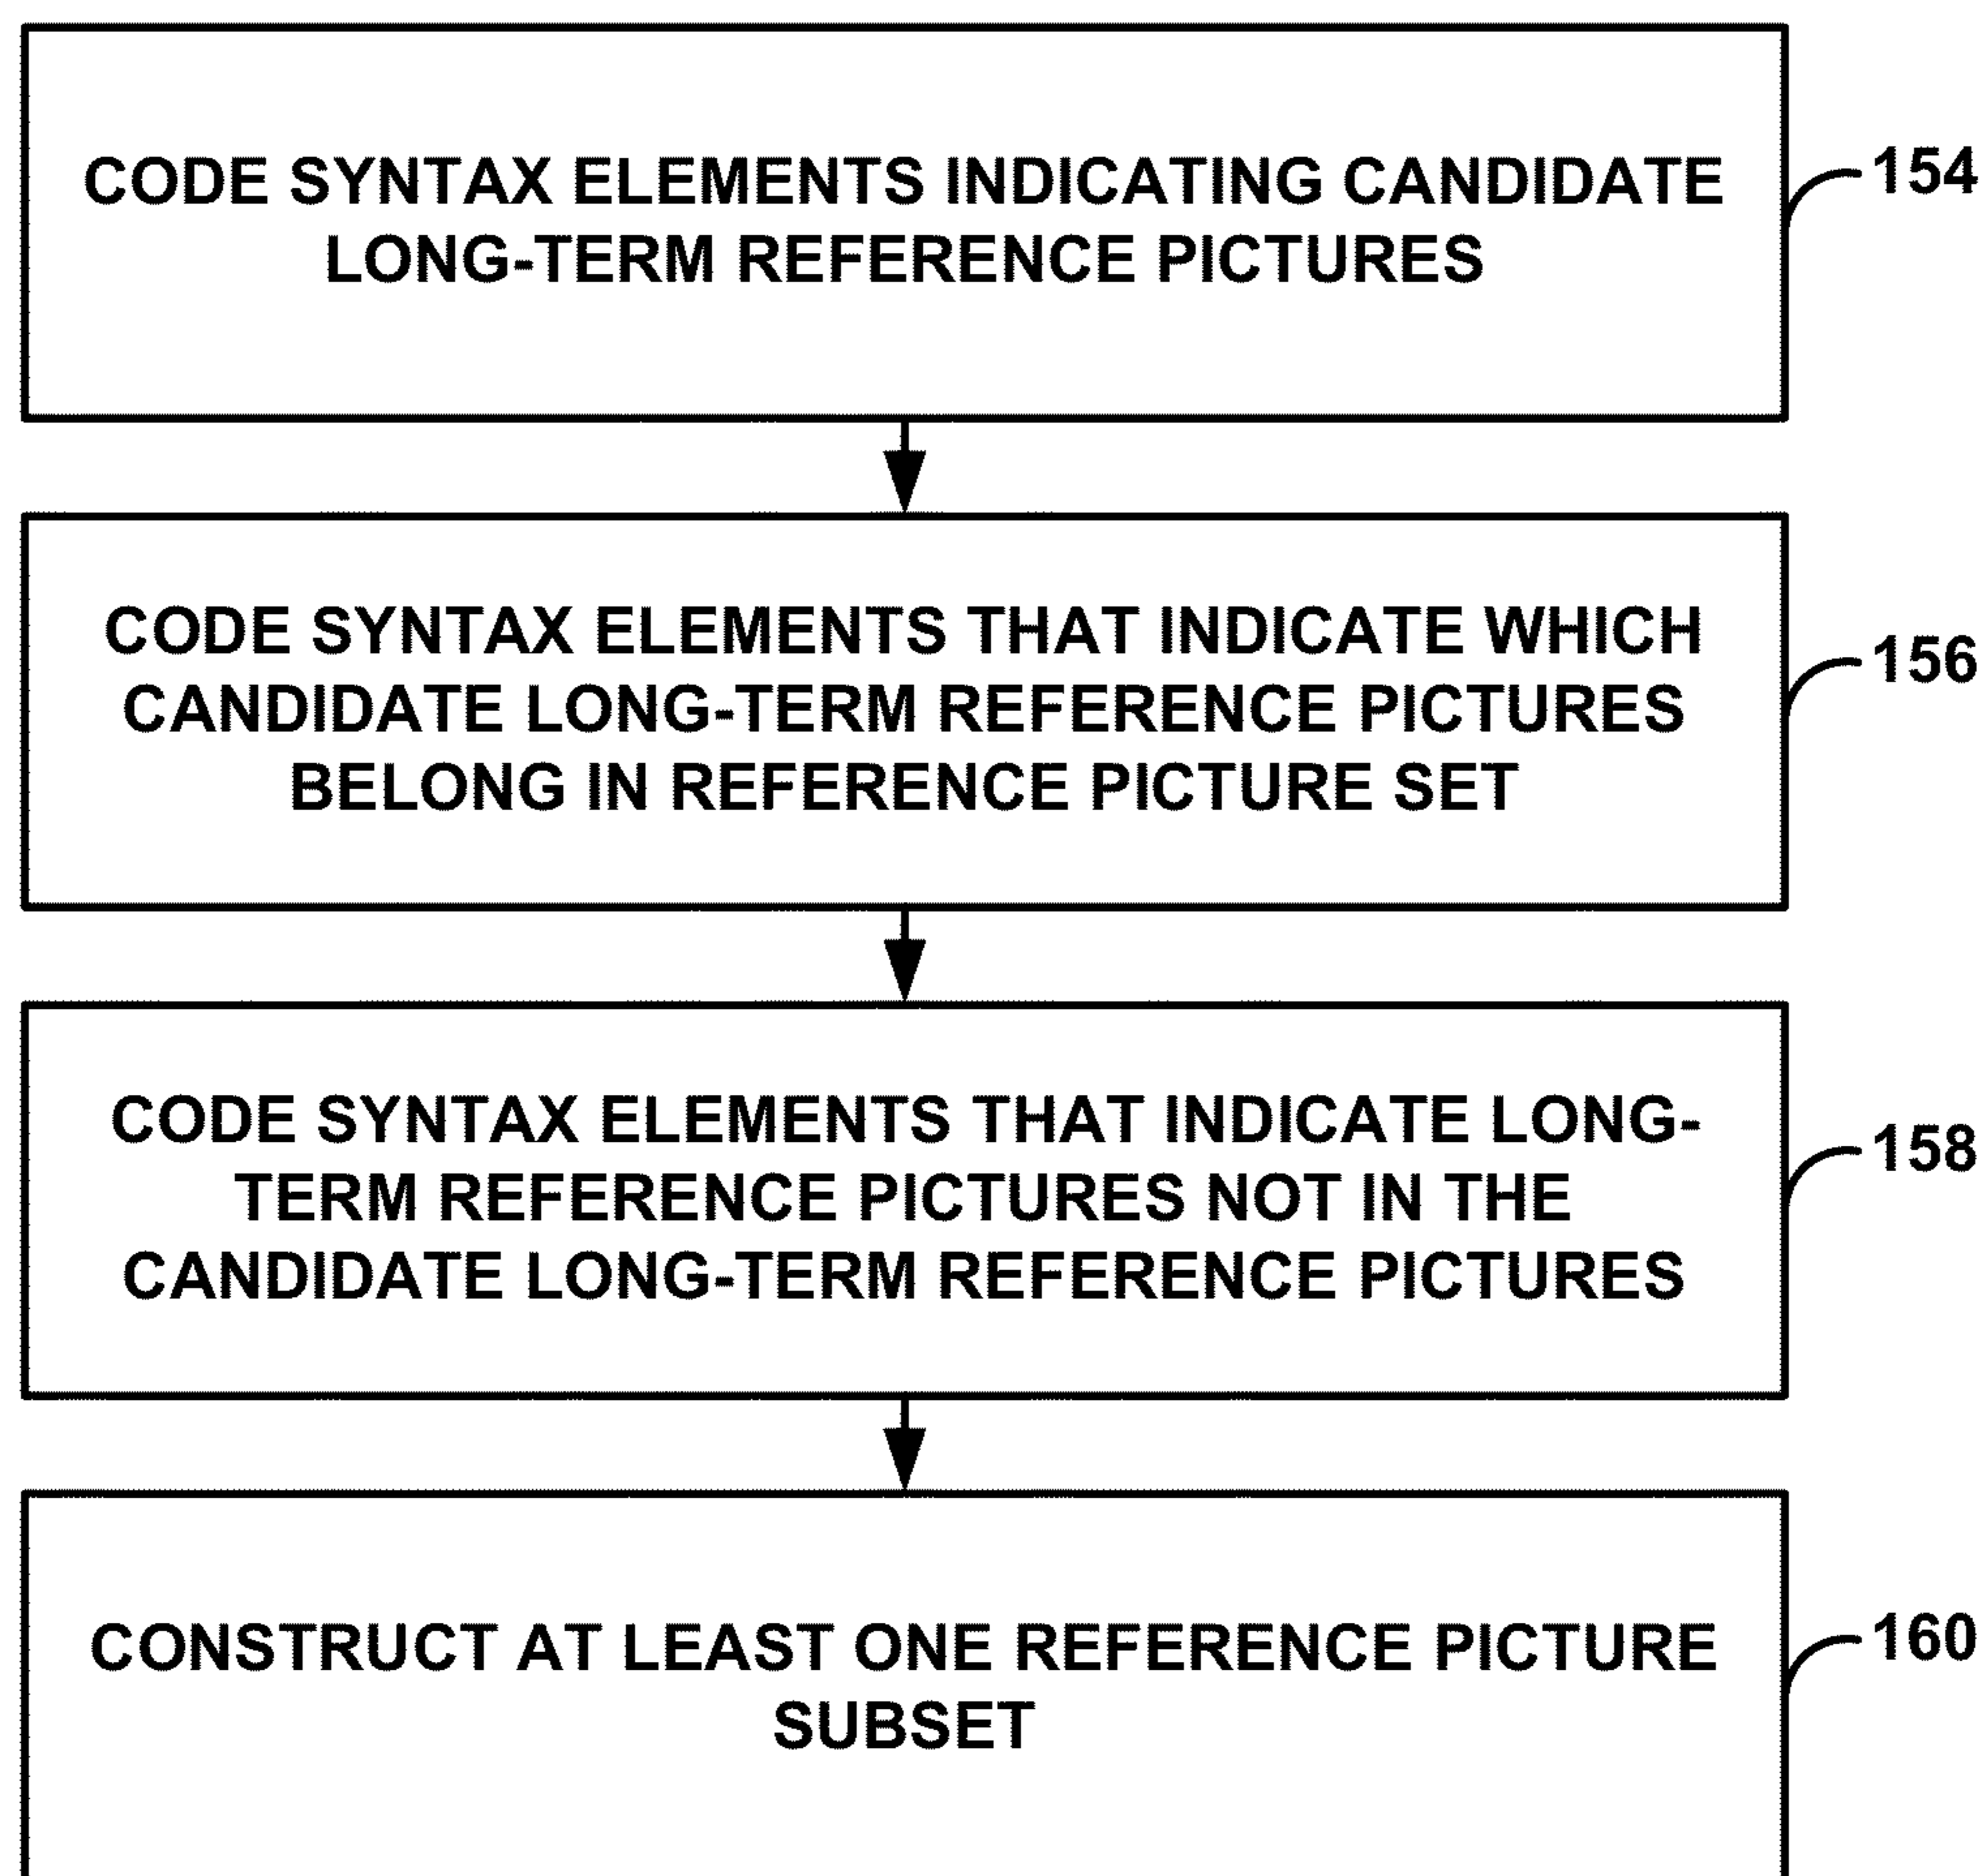 CODE SYNTAX ELEMENTS INDICATING CANDIDATE
LONG-TERM REFERENCE PICTURES
154
CODE SYNTAX ELEMENTS THAT INDICATE WHICH
CANDIDATE LONG-TERM REFERENCE PICTURES
BELONG IN REFERENCE PICTURE SET
156
CODE SYNTAX ELEMENTS THAT INDICATE LONG-
TERM REFERENCE PICTURES NOT IN THE
CANDIDATE LONG-TERM REFERENCE PICTURES
158
CONSTRUCT AT LEAST ONE REFERENCE PICTURE
SUBSET
160